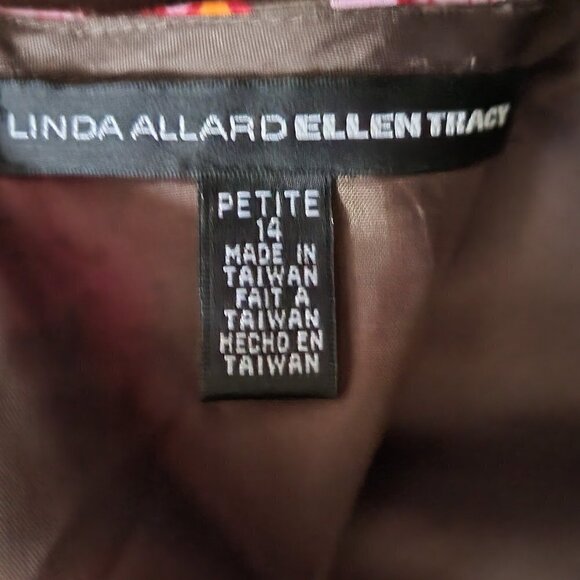 LINDA ALLARD ELLEN TRACY
PETITE
14
MADE IN
TAIWAN
FAIT A
TAIWAN
HECHO EN
TAIWAN